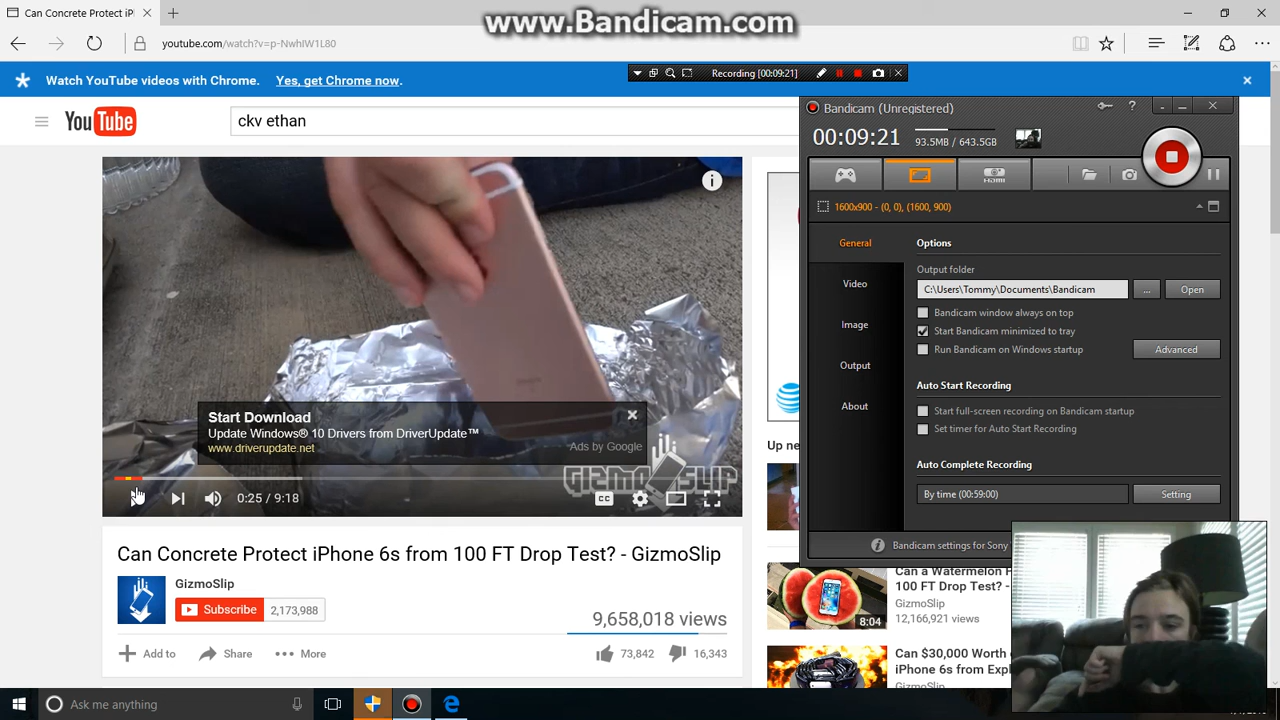 Can Concrete Protect iP
www.Bandicam.com
youtube.com/watch?v=p-NwhIW1L80
Watch YouTube videos with Chrome. Yes, get Chrome now.
Recording [00:09:21]
YouTube
ckv ethan
Bandicam (Unregistered)
00:09:21
93.5MB / 643.5GB
HDMI
1600x900 - (0, 0), (1600, 900)
General
Video
Image
Output
About
Options
Output folder
C:\Users\Tommy\Documents\Bandicam
... Open
Bandicam window always on top
Start Bandicam minimized to tray
Run Bandicam on Windows startup
Advanced
Auto Start Recording
Start full-screen recording on Bandicam startup
Set timer for Auto Start Recording
Auto Complete Recording
By time (00:59:00)
Setting
Bandicam settings for Sony
Start Download
Update Windows® 10 Drivers from DriverUpdate™
www.driverupdate.net
Ads by Google
GIZMOSLIP
0:25 / 9:18
CC
Can Concrete Protect iPhone 6s from 100 FT Drop Test? - GizmoSlip
GizmoSlip
Subscribe 2,173,988
9,658,018 views
Add to Share More
73,842 16,343
at&t
Up ne
Can a Watermelon
100 FT Drop Test? -
GizmoSlip
12,166,921 views
8:04
Can $30,000 Worth
iPhone 6s from Exp
GizmoSlip
Ask me anything